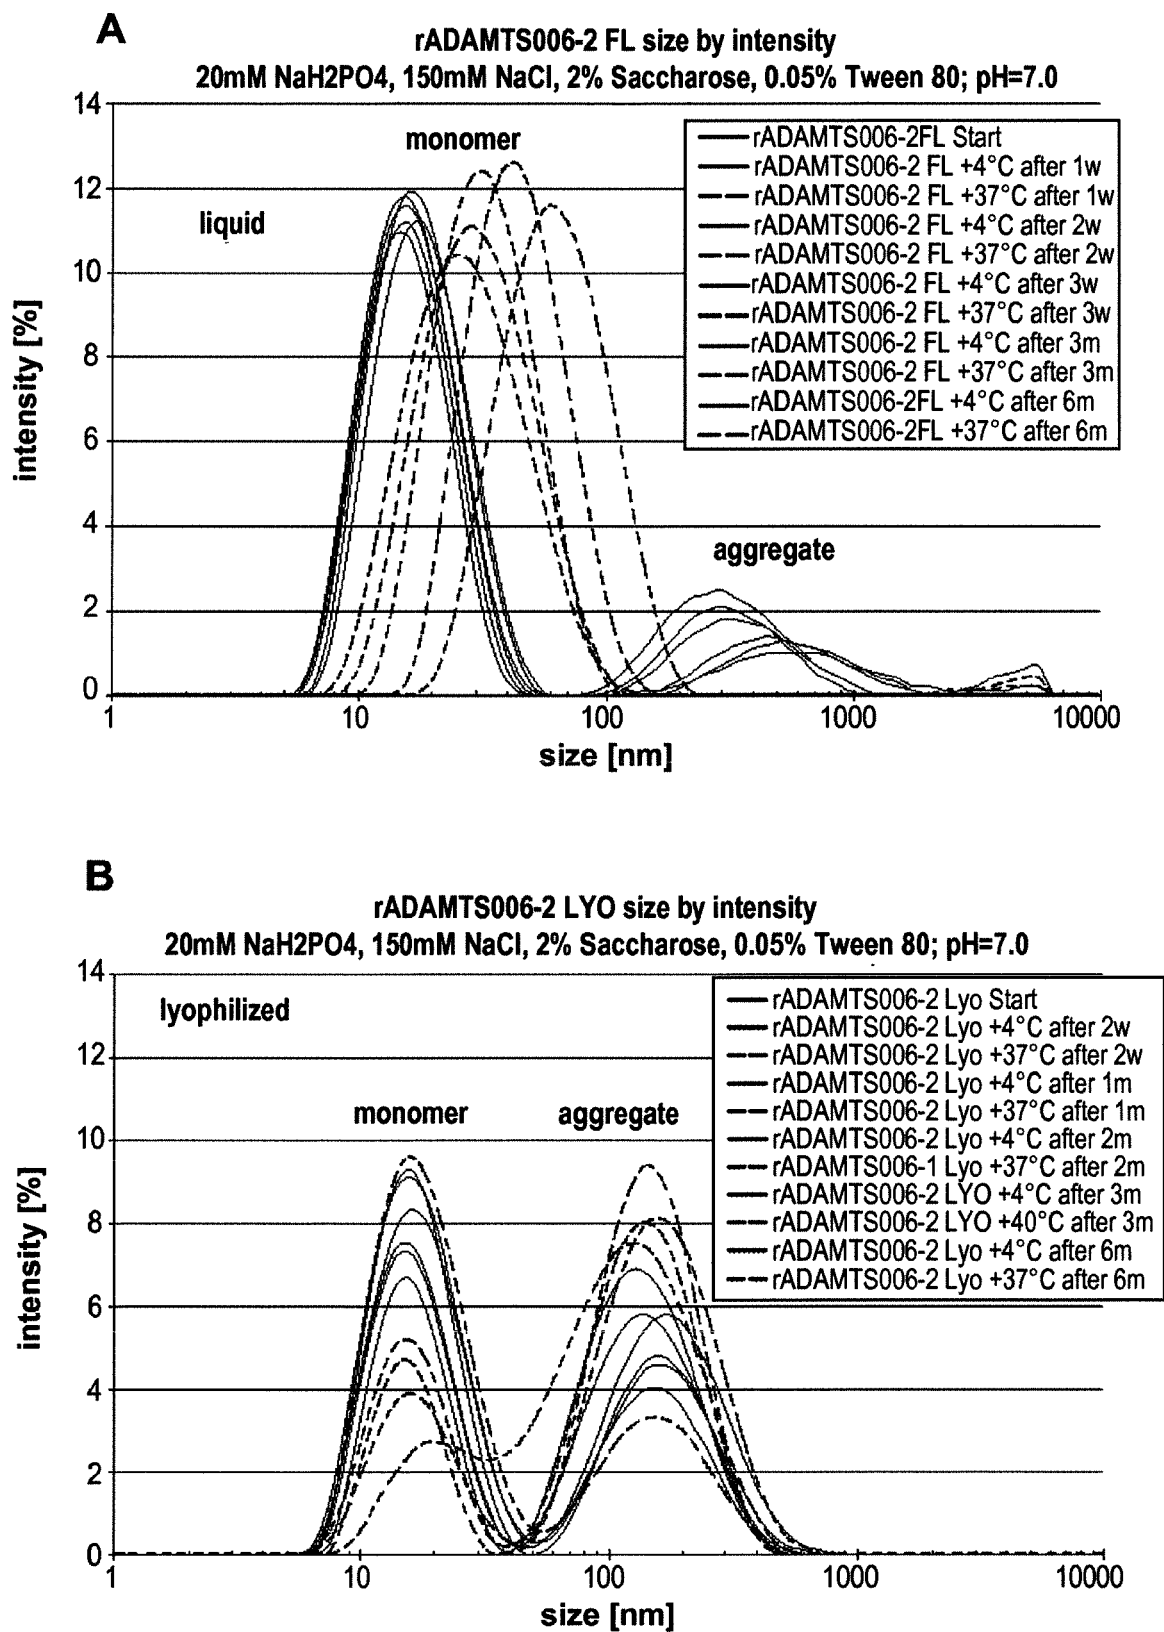 A
rADAMTS006-2 FL size by intensity
20mM NaH2PO4, 150mM NaCl, 2% Saccharose, 0.05% Tween 80; pH=7.0
14
12
10
8
6
4
2
0
intensity [%]
liquid
monomer
aggregate
rADAMTS006-2FL Start
rADAMTS006-2 FL +4°C after 1w
rADAMTS006-2 FL +37°C after 1w
rADAMTS006-2 FL +4°C after 2w
rADAMTS006-2 FL +37°C after 2w
rADAMTS006-2 FL +4°C after 3w
rADAMTS006-2 FL +37°C after 3w
rADAMTS006-2 FL +4°C after 3m
rADAMTS006-2 FL +37°C after 3m
rADAMTS006-2FL +4°C after 6m
rADAMTS006-2FL +37°C after 6m
1 10 100 1000 10000
size [nm]
B
rADAMTS006-2 LYO size by intensity
20mM NaH2PO4, 150mM NaCl, 2% Saccharose, 0.05% Tween 80; pH=7.0
14
12
10
8
6
4
2
0
intensity [%]
lyophilized
monomer
aggregate
rADAMTS006-2 Lyo Start
rADAMTS006-2 Lyo +4°C after 2w
rADAMTS006-2 Lyo +37°C after 2w
rADAMTS006-2 Lyo +4°C after 1m
rADAMTS006-2 Lyo +37°C after 1m
rADAMTS006-2 Lyo +4°C after 2m
rADAMTS006-1 Lyo +37°C after 2m
rADAMTS006-2 LYO +4°C after 3m
rADAMTS006-2 LYO +40°C after 3m
rADAMTS006-2 Lyo +4°C after 6m
rADAMTS006-2 Lyo +37°C after 6m
1 10 100 1000 10000
size [nm]